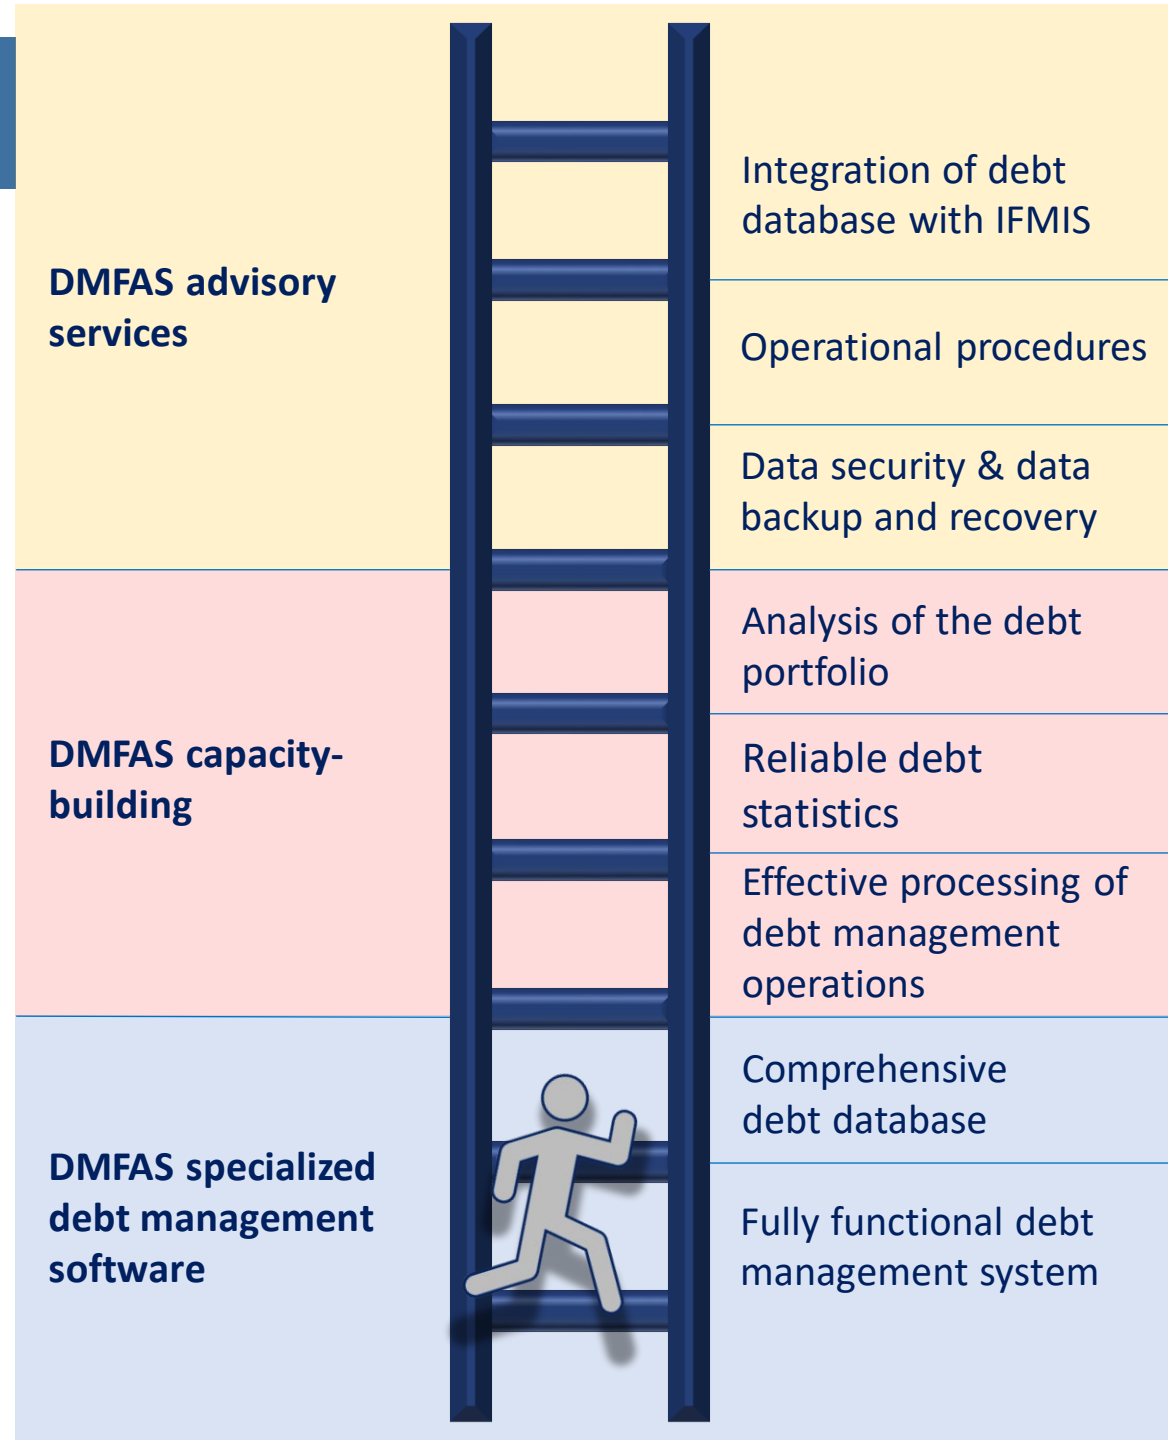 DMFAS advisory
services
Integration of debt
database with IFMIS
Operational procedures
Data security & data
backup and recovery
DMFAS capacity-
building
Analysis of the debt
portfolio
Reliable debt
statistics
Effective processing of
debt management
operations
DMFAS specialized
debt management
software
Comprehensive
debt database
Fully functional debt
management system